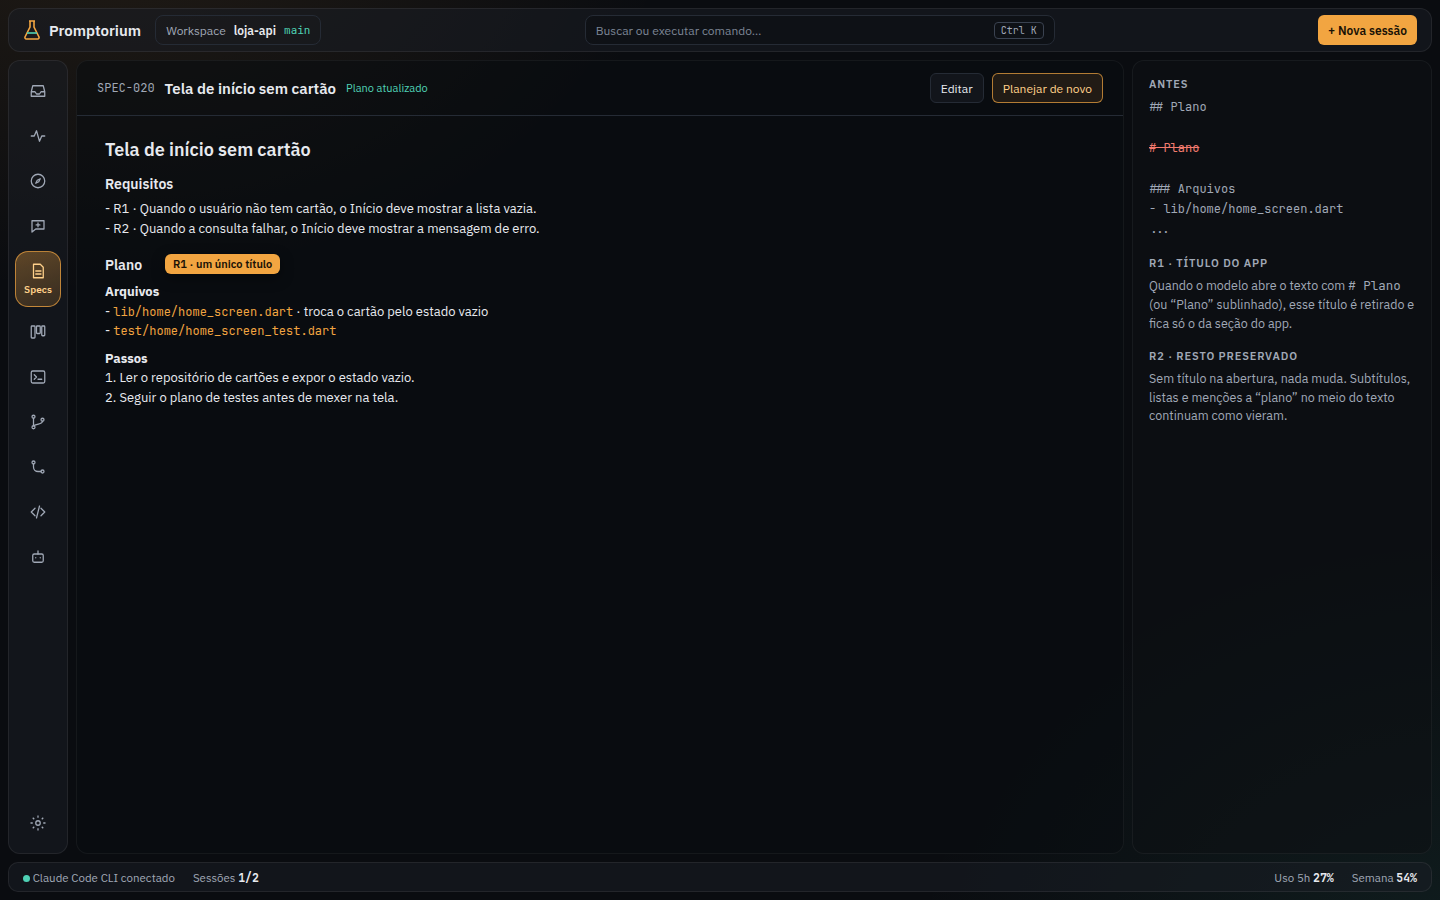 Promptorium
Workspace loja-api main
Buscar ou executar comando...
Ctrl K
+ Nova sessão
Specs
SPEC-020 Tela de início sem cartão Plano atualizado
Editar
Planejar de novo
Tela de início sem cartão
Requisitos
- R1 · Quando o usuário não tem cartão, o Início deve mostrar a lista vazia.
- R2 · Quando a consulta falhar, o Início deve mostrar a mensagem de erro.
Plano
R1 · um único título
Arquivos
- lib/home/home_screen.dart · troca o cartão pelo estado vazio
- test/home/home_screen_test.dart
Passos
1. Ler o repositório de cartões e expor o estado vazio.
2. Seguir o plano de testes antes de mexer na tela.
ANTES
## Plano
# Plano
### Arquivos
- lib/home/home_screen.dart
...
R1 · TÍTULO DO APP
Quando o modelo abre o texto com # Plano
(ou “Plano” sublinhado), esse título é retirado e
fica só o da seção do app.
R2 · RESTO PRESERVADO
Sem título na abertura, nada muda. Subtítulos,
listas e menções a “plano” no meio do texto
continuam como vieram.
Claude Code CLI conectado
Sessões 1/2
Uso 5h 27%
Semana 54%